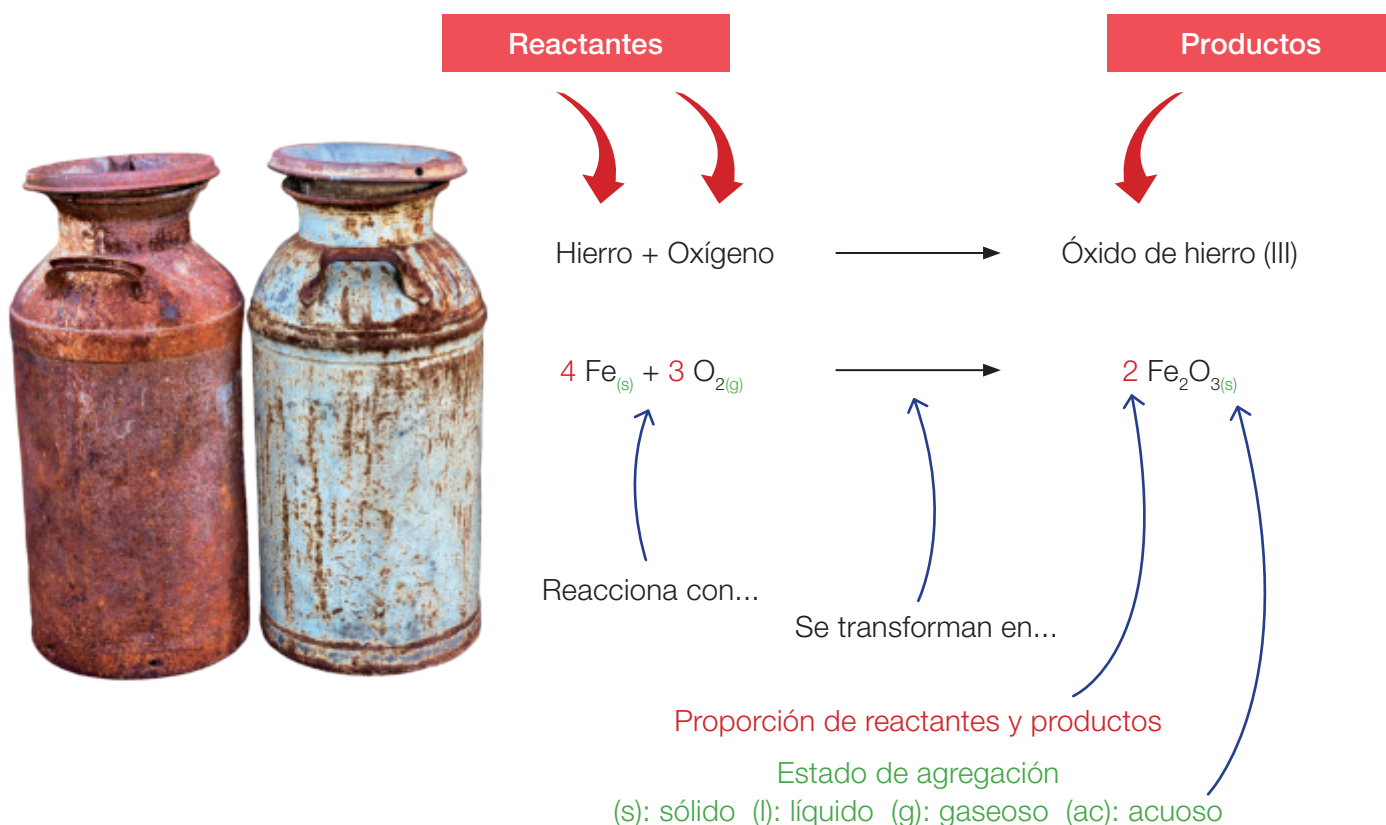 Reactantes Productos
Hierro + Oxígeno Óxido de hierro (III)
4 Fe(s) + 3 O2(g) 2 Fe2O3(s)
Reacciona con...
Se transforman en...
Proporción de reactantes y productos
Estado de agregación
(s): sólido (l): líquido (g): gaseoso (ac): acuoso